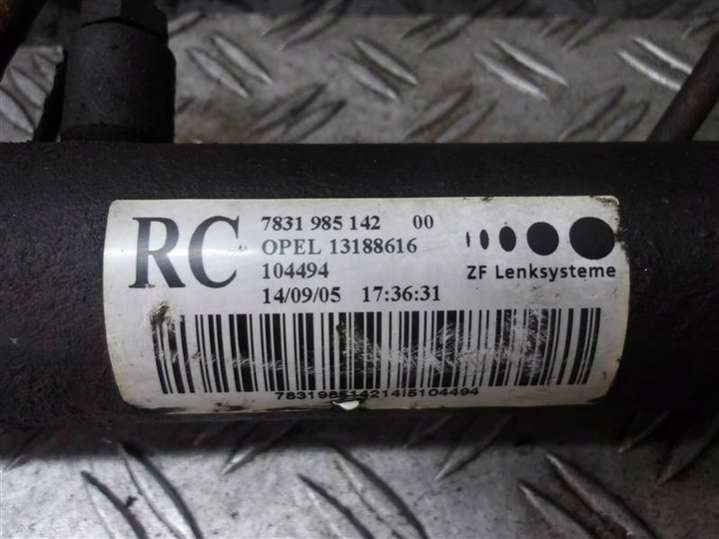 RC
7831 985 142 00
OPEL 13188616
104494
14/09/05 17:36:31
ZF Lenksysteme